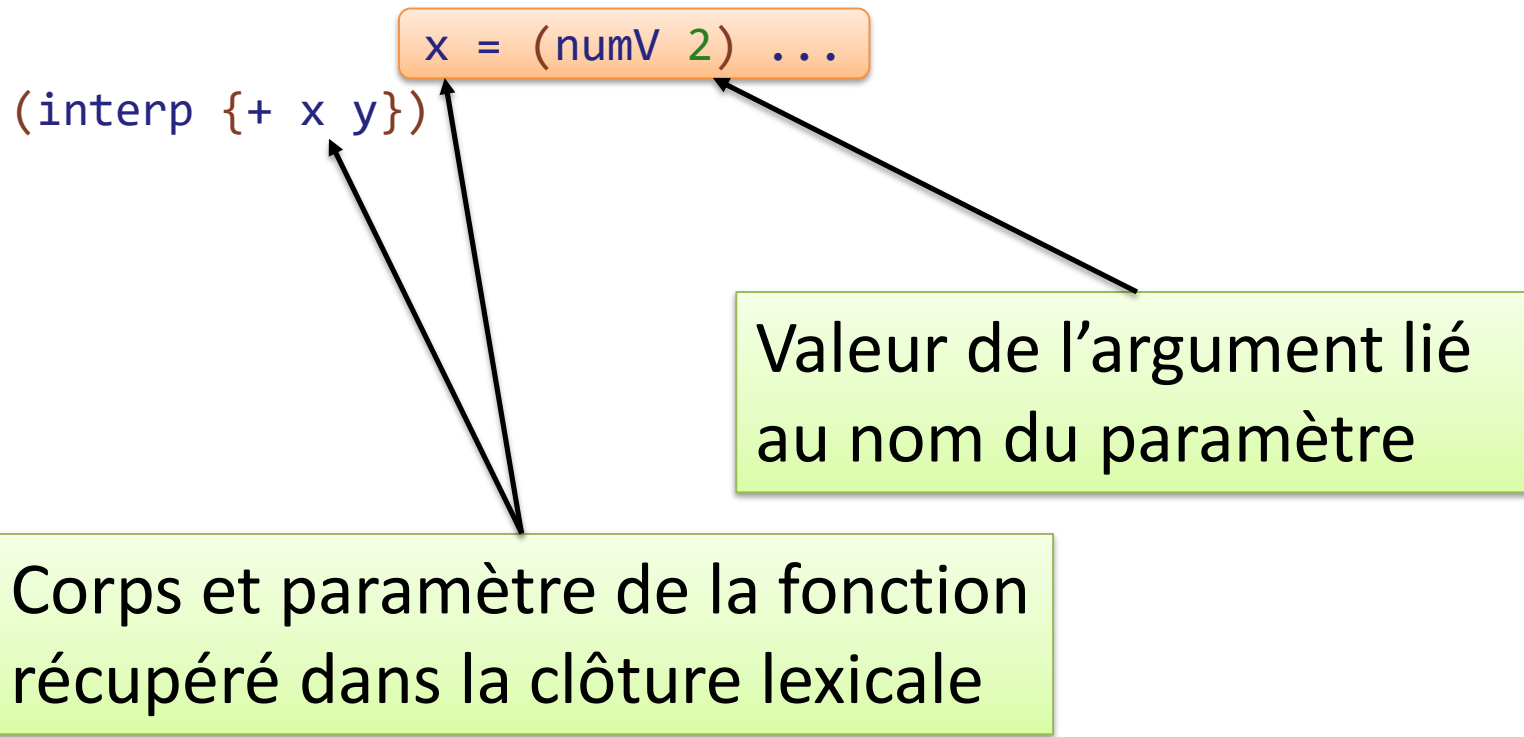 x = (numV 2) ...
(interp {+ x y})
Valeur de l’argument lié
au nom du paramètre
Corps et paramètre de la fonction
récupéré dans la clôture lexicale